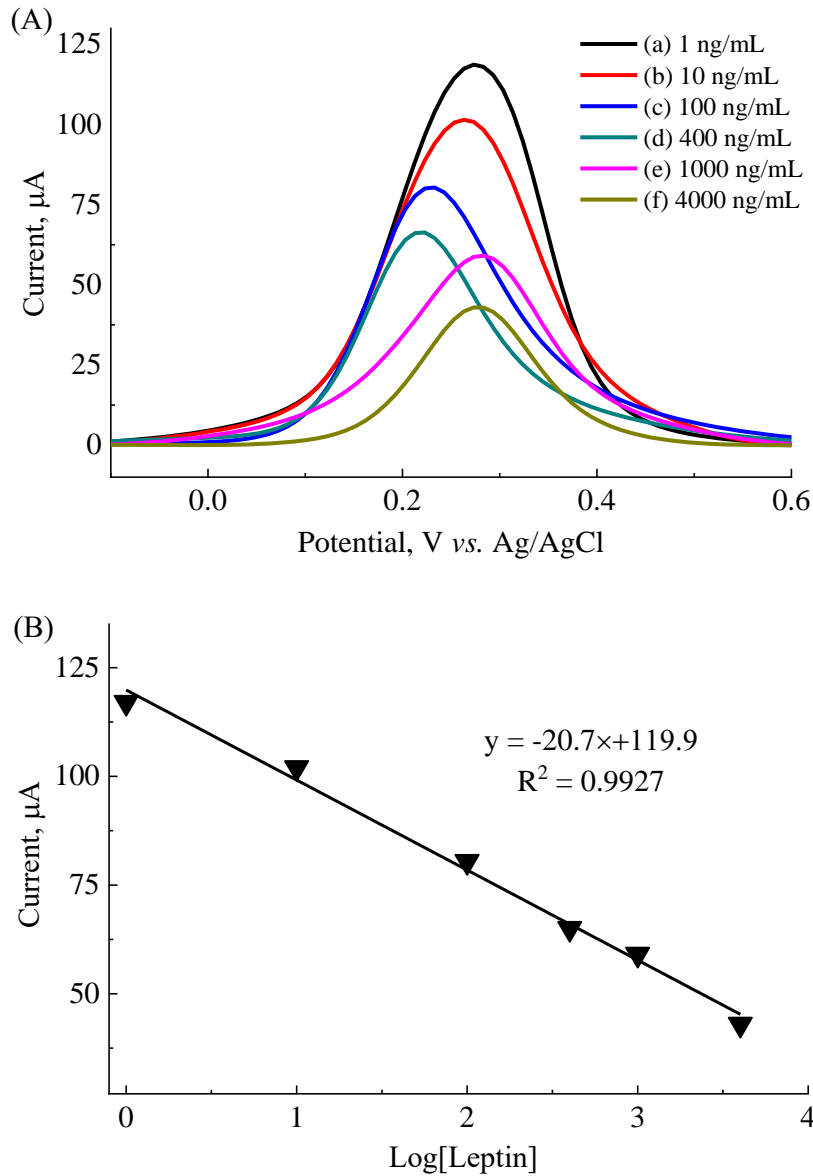 (A)
125
100
75
50
25
0
Current, µA
(a) 1 ng/mL
(b) 10 ng/mL
(c) 100 ng/mL
(d) 400 ng/mL
(e) 1000 ng/mL
(f) 4000 ng/mL
0.0 0.2 0.4 0.6
Potential, V vs. Ag/AgCl
(B)
125
100
75
50
Current, µA
y = -20.7×+119.9
R² = 0.9927
0 1 2 3 4
Log[Leptin]